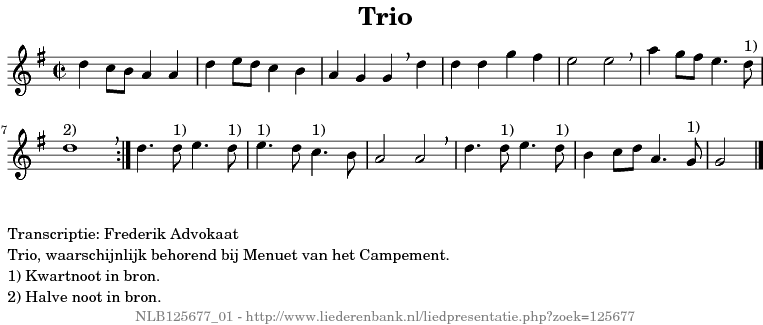 Trio
1)
7
2) 1) 1) 1) 1) 1) 1) 1)
Transcriptie: Frederik Advokaat
Trio, waarschijnlijk behorend bij Menuet van het Campement.
1) Kwartnoot in bron.
2) Halve noot in bron.
NLB125677_01 - http://www.liederenbank.nl/liedpresentatie.php?zoek=125677